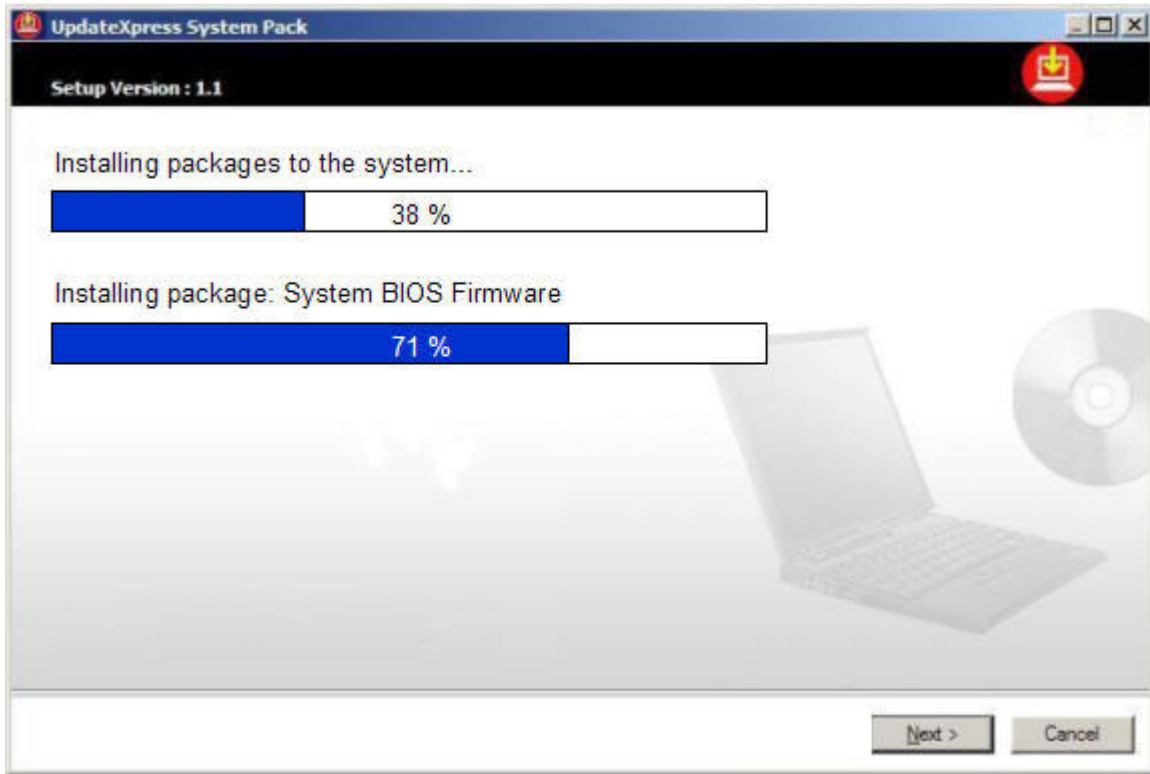 UpdateXpress System Pack
Setup Version : 1.1
Installing packages to the system...
38 %
Installing package: System BIOS Firmware
71 %
Next >
Cancel